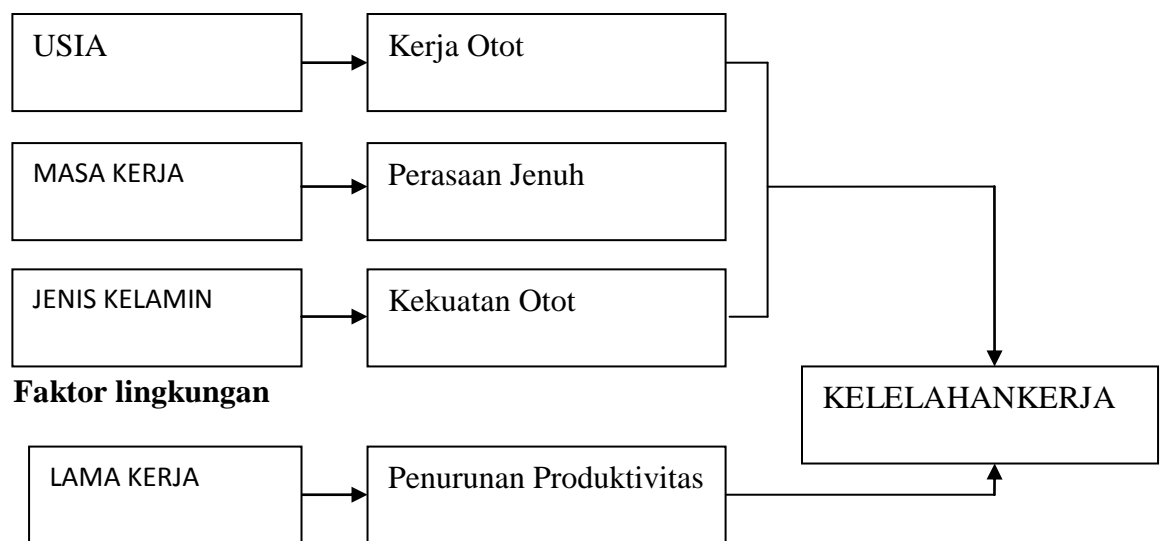 USIA
Kerja Otot
MASA KERJA
Perasaan Jenuh
JENIS KELAMIN
Kekuatan Otot
Faktor lingkungan
KELELAHANKERJA
LAMA KERJA
Penurunan Produktivitas